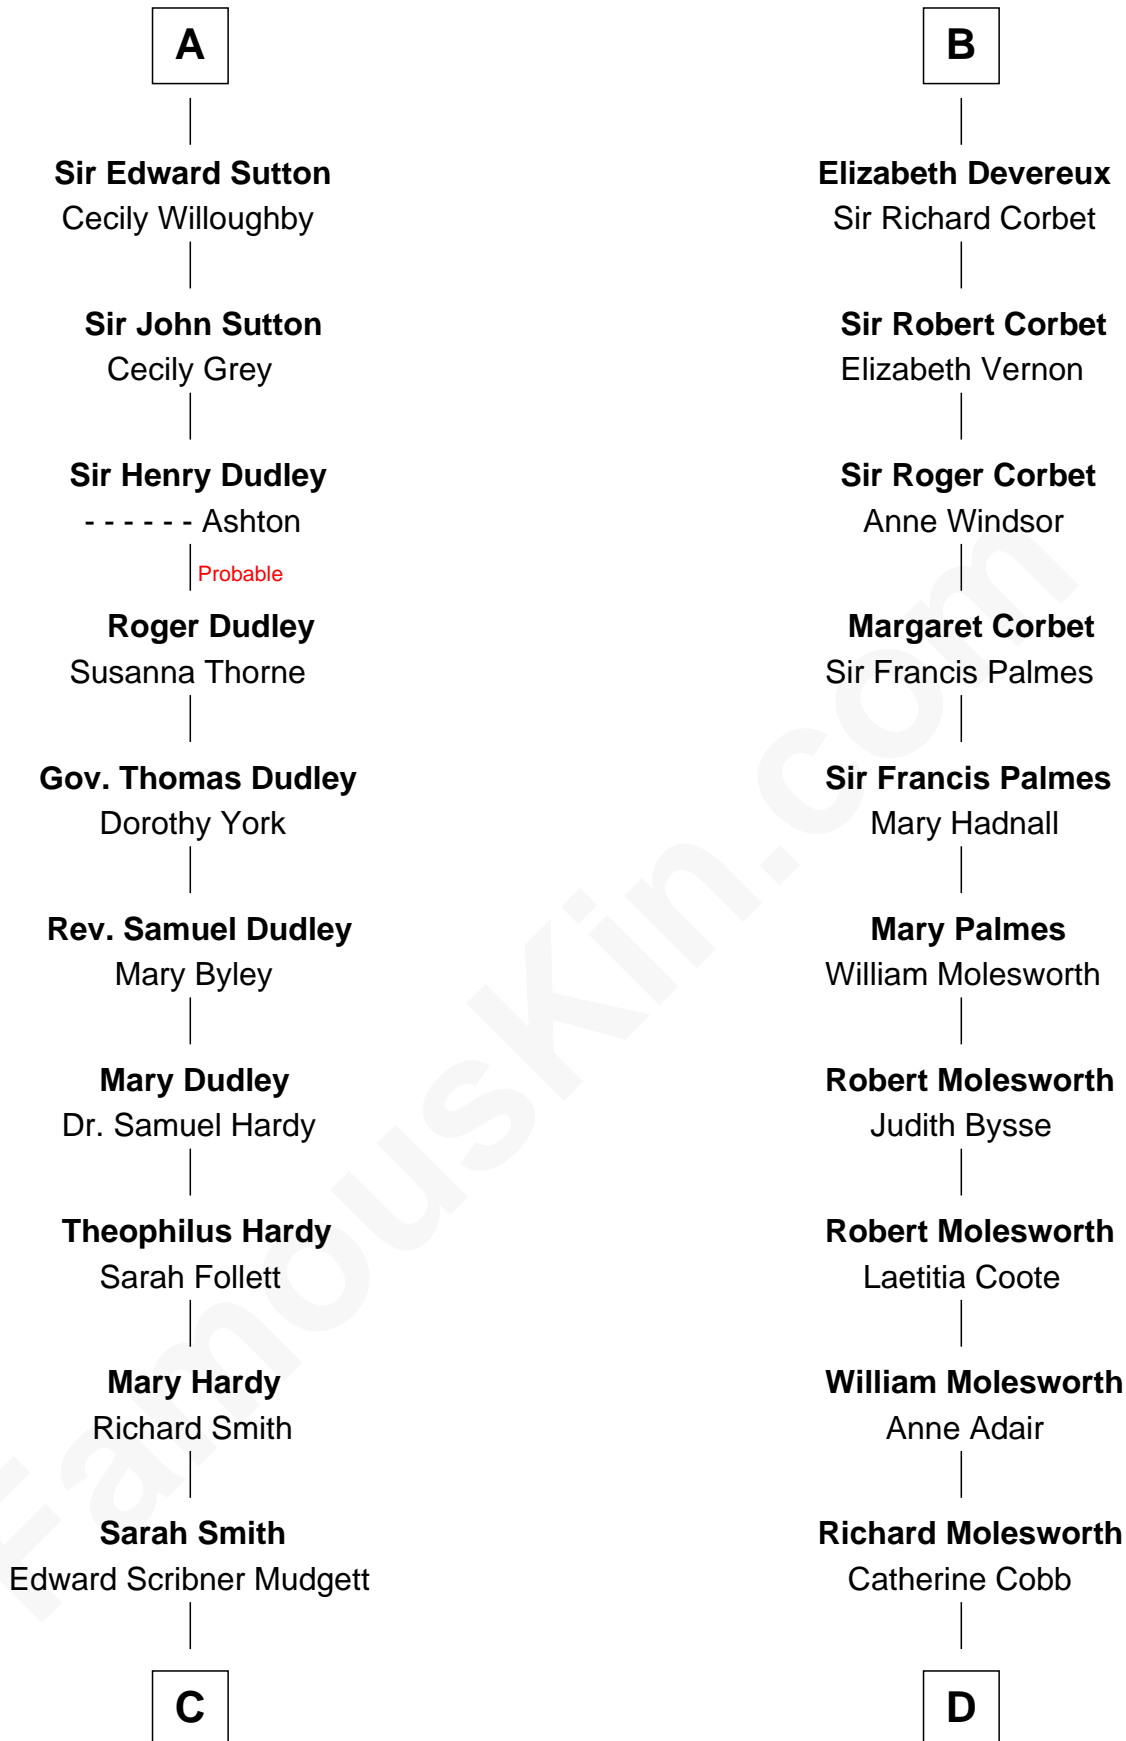 A
Sir Edward Sutton
Cecily Willoughby
Sir John Sutton
Cecily Grey
Sir Henry Dudley
- - - - - - Ashton
Probable
Roger Dudley
Susanna Thorne
Gov. Thomas Dudley
Dorothy York
Rev. Samuel Dudley
Mary Byley
Mary Dudley
Dr. Samuel Hardy
Theophilus Hardy
Sarah Follett
Mary Hardy
Richard Smith
Sarah Smith
Edward Scribner Mudgett
C
B
Elizabeth Devereux
Sir Richard Corbet
Sir Robert Corbet
Elizabeth Vernon
Sir Roger Corbet
Anne Windsor
Margaret Corbet
Sir Francis Palmes
Sir Francis Palmes
Mary Hadnall
Mary Palmes
William Molesworth
Robert Molesworth
Judith Bysse
Robert Molesworth
Laetitia Coote
William Molesworth
Anne Adair
Richard Molesworth
Catherine Cobb
D
FamousKin.com